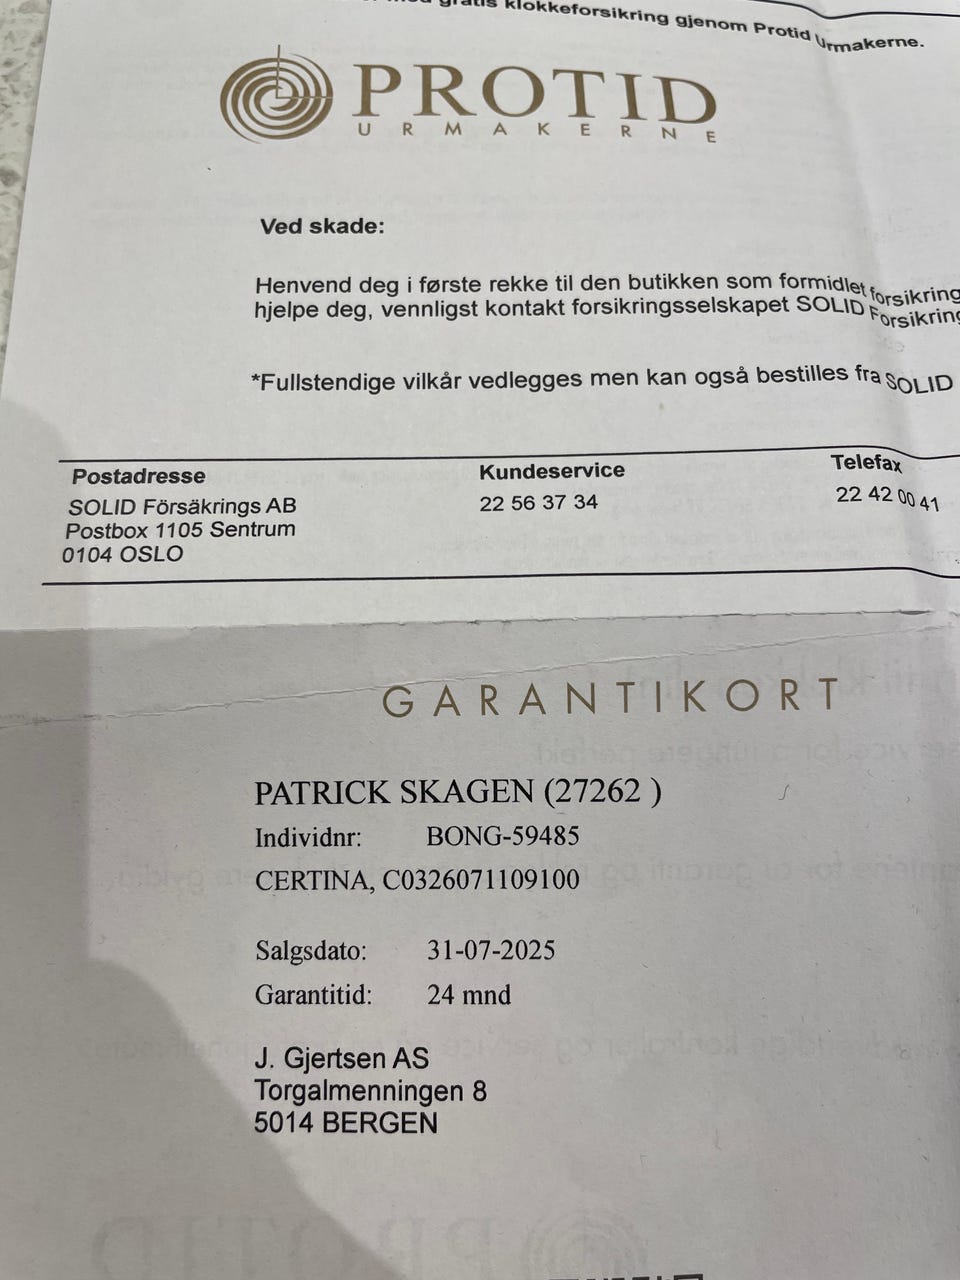 gratis klokkeforsikring gjenom Protid Urmakerne.
PROTID
URMAKERNE
Ved skade:
Henvend deg i første rekke til den butikken som formidlet forsikring
hjelpe deg, vennligst kontakt forsikringsselskapet SOLID Forsikring
*Fullstendige vilkår vedlegges men kan også bestilles fra SOLID
Postadresse Kundeservice Telefax
SOLID Försäkrings AB 22 56 37 34 22 42 00 41
Postbox 1105 Sentrum
0104 OSLO
GARANTIKORT
PATRICK SKAGEN (27262 )
Individnr: BONG-59485
CERTINA, C0326071109100
Salgsdato: 31-07-2025
Garantitid: 24 mnd
J. Gjertsen AS
Torgalmenningen 8
5014 BERGEN